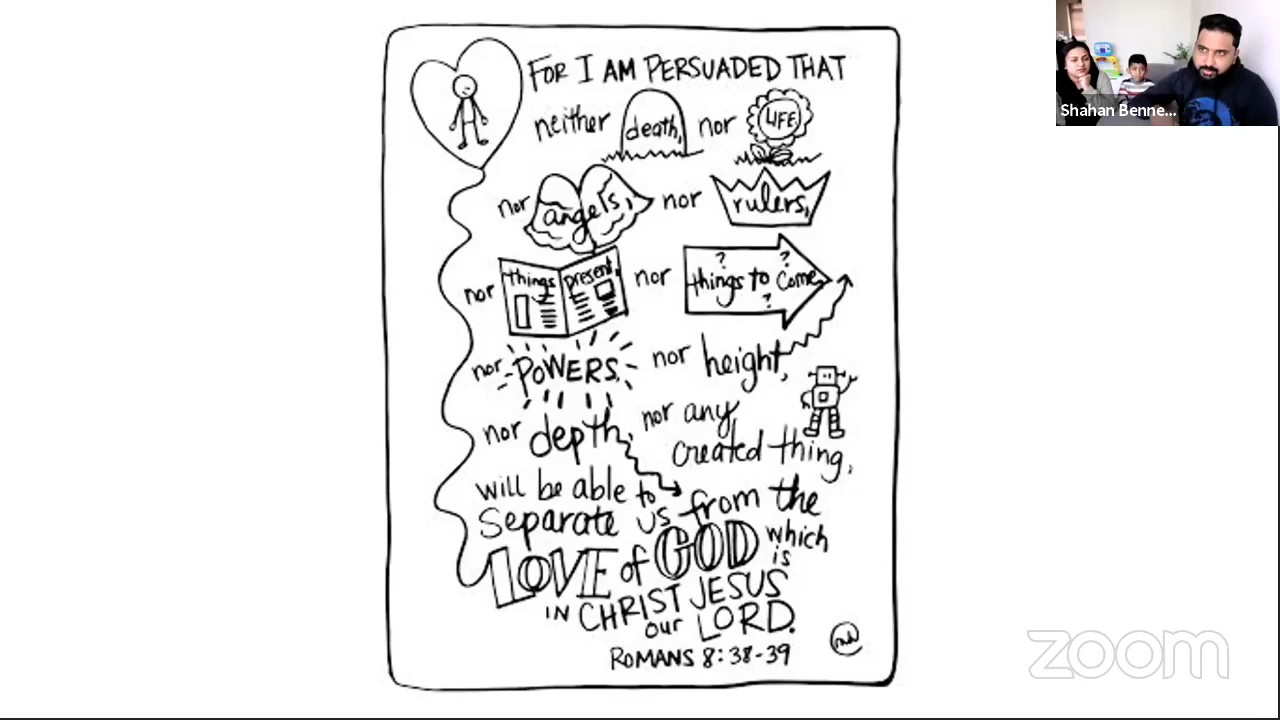 FOR I AM PERSUADED THAT
neither death, nor LIFE
nor angels, nor rulers,
nor things present, nor things to come,
nor POWERS, nor height,
nor depth, nor any
created thing,
will be able to
separate us from the
LOVE of GOD which
is
IN CHRIST JESUS
our LORD.
ROMANS 8:38-39
Shahan Benne...
zoom